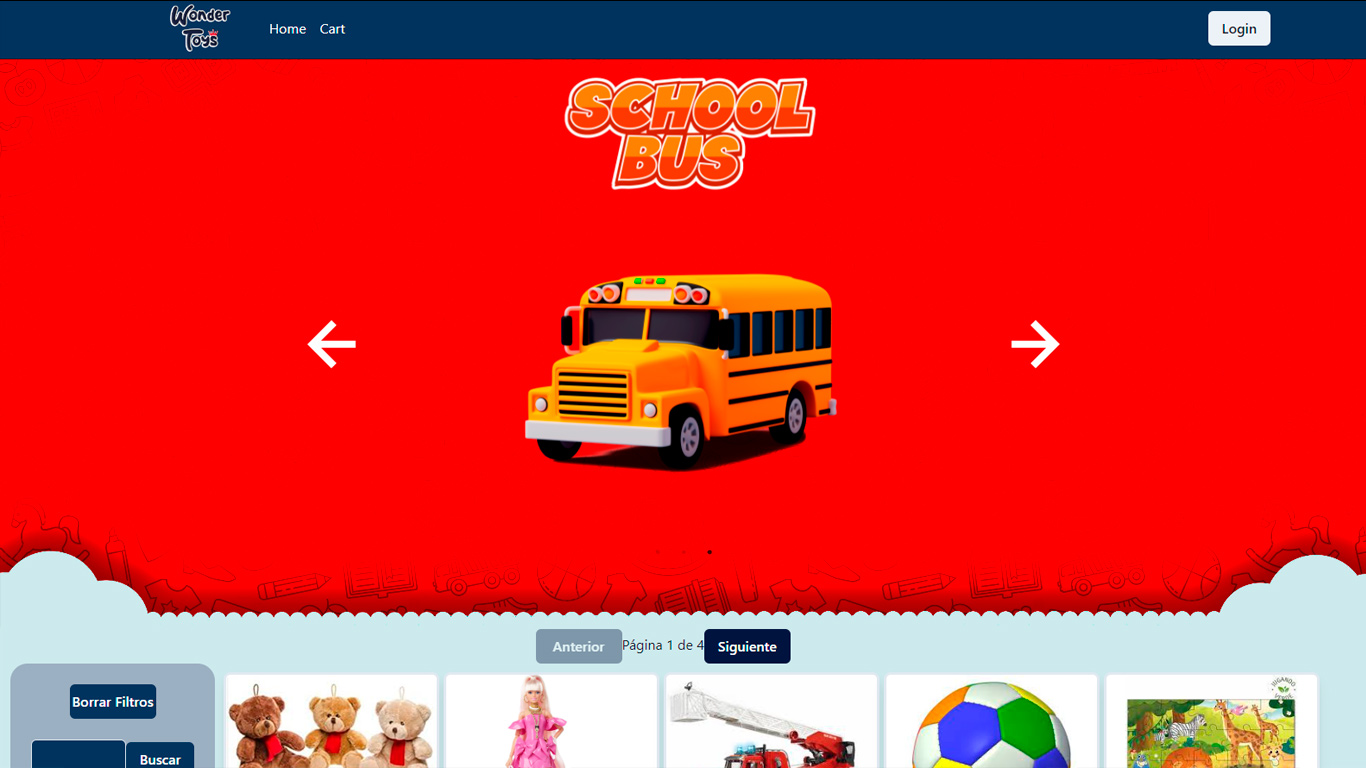 Wonder
Toys
Home
Cart
Login
SCHOOL
BUS
Anterior
Página 1 de 4
Siguiente
Borrar Filtros
Buscar
JUGANDO